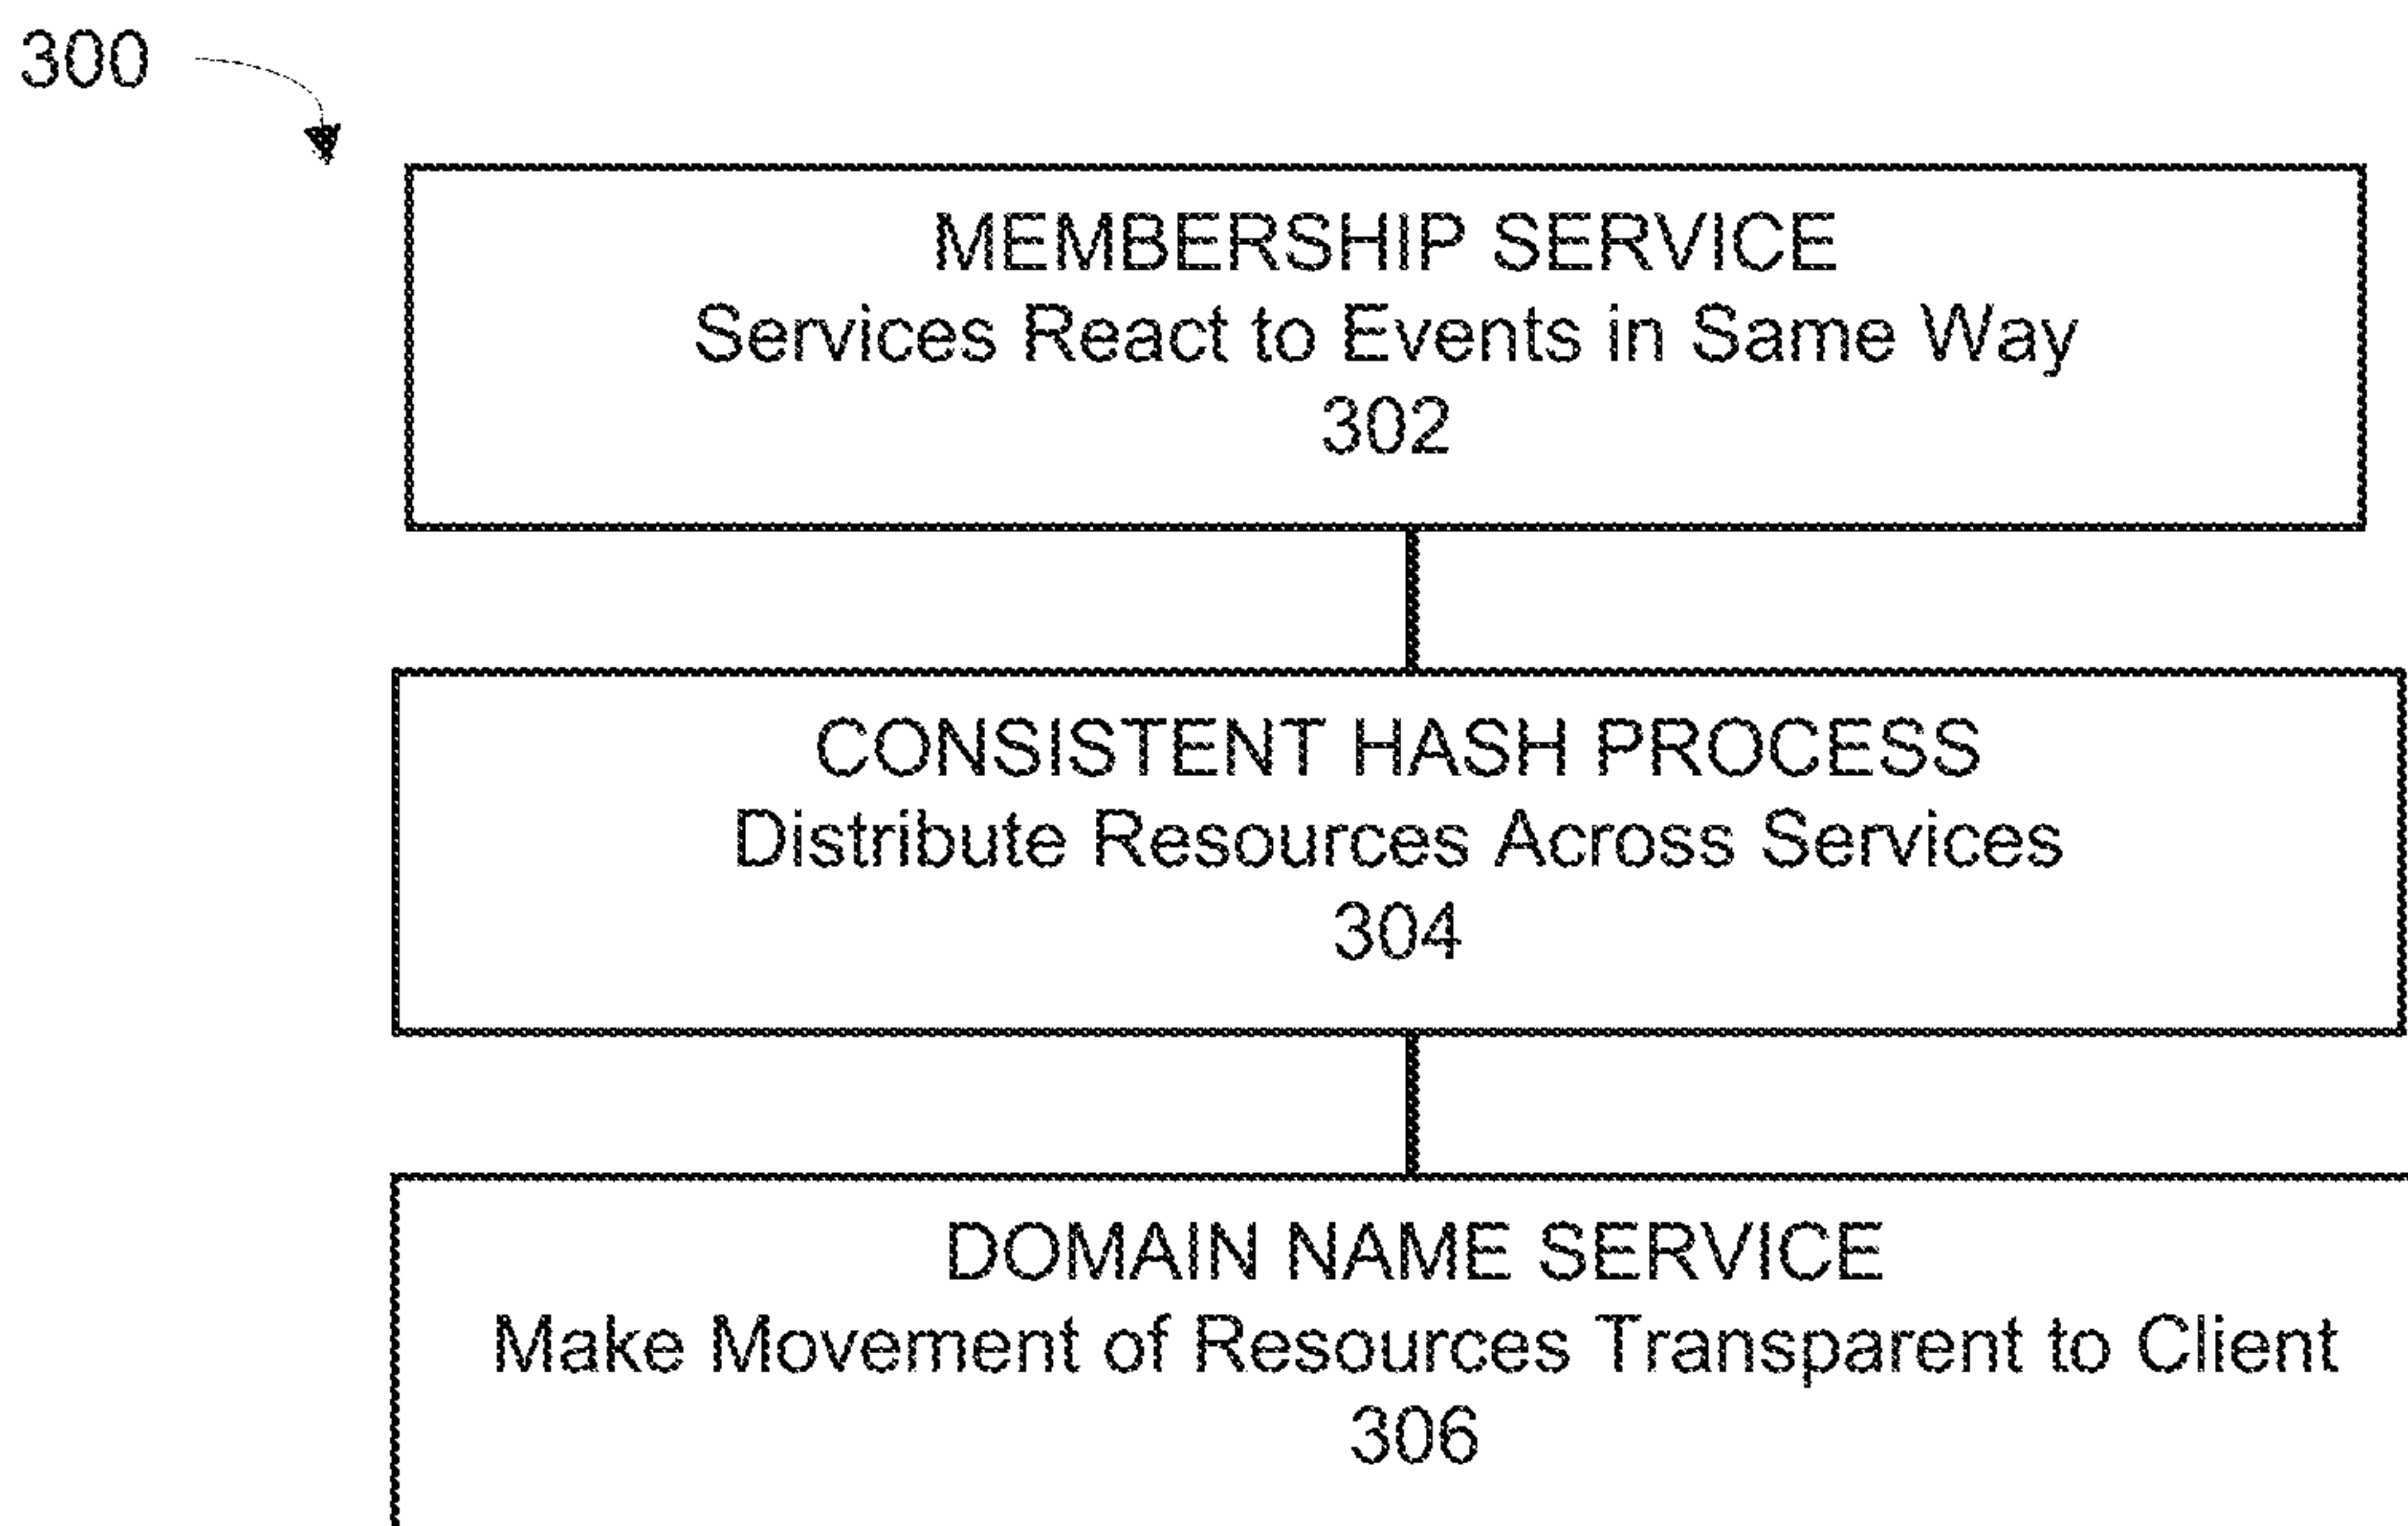 300
MEMBERSHIP SERVICE
Services React to Events in Same Way
302
CONSISTENT HASH PROCESS
Distribute Resources Across Services
304
DOMAIN NAME SERVICE
Make Movement of Resources Transparent to Client
306